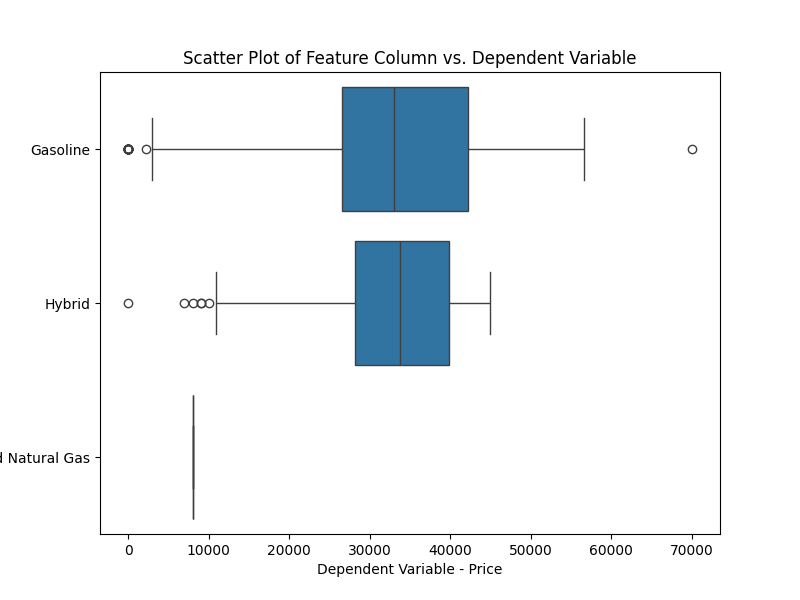 Scatter Plot of Feature Column vs. Dependent Variable
Gasoline
Hybrid
Natural Gas
0 10000 20000 30000 40000 50000 60000 70000
Dependent Variable - Price